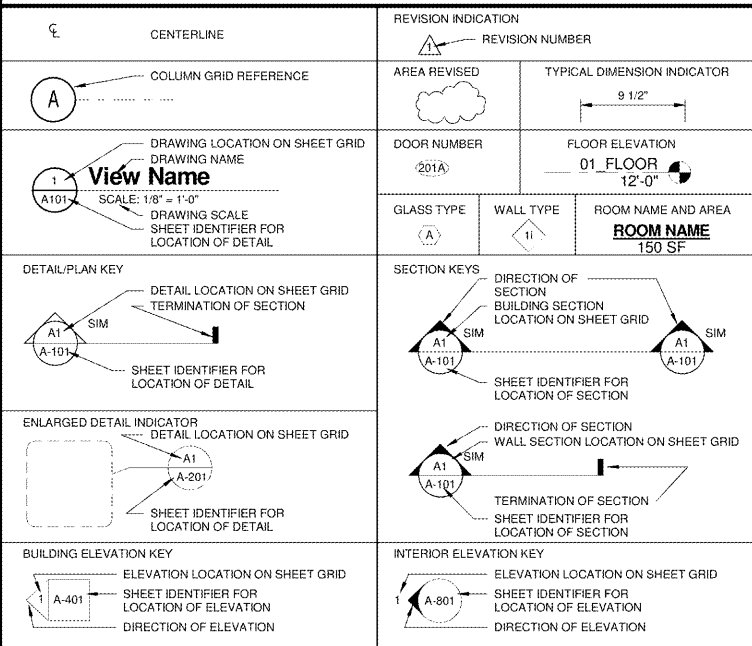 ℄
CENTERLINE
REVISION INDICATION
1
REVISION NUMBER
A
COLUMN GRID REFERENCE
AREA REVISED
TYPICAL DIMENSION INDICATOR
9 1/2"
DRAWING LOCATION ON SHEET GRID
DRAWING NAME
1
View Name
A101
SCALE: 1/8" = 1'-0"
DRAWING SCALE
SHEET IDENTIFIER FOR
LOCATION OF DETAIL
DOOR NUMBER
201A
FLOOR ELEVATION
01_FLOOR
12'-0"
GLASS TYPE
A
WALL TYPE
1i
ROOM NAME AND AREA
ROOM NAME
150 SF
DETAIL/PLAN KEY
DETAIL LOCATION ON SHEET GRID
TERMINATION OF SECTION
SIM
A1
A-101
SHEET IDENTIFIER FOR
LOCATION OF DETAIL
SECTION KEYS
DIRECTION OF
SECTION
BUILDING SECTION
LOCATION ON SHEET GRID
SIM
A1
A-101
SIM
A1
A-101
SHEET IDENTIFIER FOR
LOCATION OF SECTION
ENLARGED DETAIL INDICATOR
DETAIL LOCATION ON SHEET GRID
A1
A-201
SHEET IDENTIFIER FOR
LOCATION OF DETAIL
DIRECTION OF SECTION
WALL SECTION LOCATION ON SHEET GRID
SIM
A1
A-101
TERMINATION OF SECTION
SHEET IDENTIFIER FOR
LOCATION OF SECTION
BUILDING ELEVATION KEY
ELEVATION LOCATION ON SHEET GRID
1
A-401
SHEET IDENTIFIER FOR
LOCATION OF ELEVATION
DIRECTION OF ELEVATION
INTERIOR ELEVATION KEY
ELEVATION LOCATION ON SHEET GRID
1
A-801
SHEET IDENTIFIER FOR
LOCATION OF ELEVATION
DIRECTION OF ELEVATION